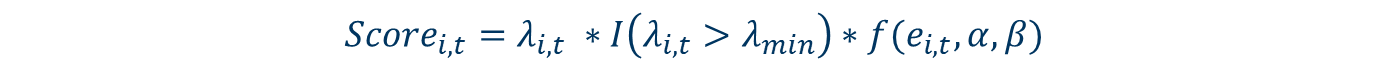 Score_{i,t} = λ_{i,t} * I(λ_{i,t} > λ_{min}) * f(e_{i,t}, α, β)